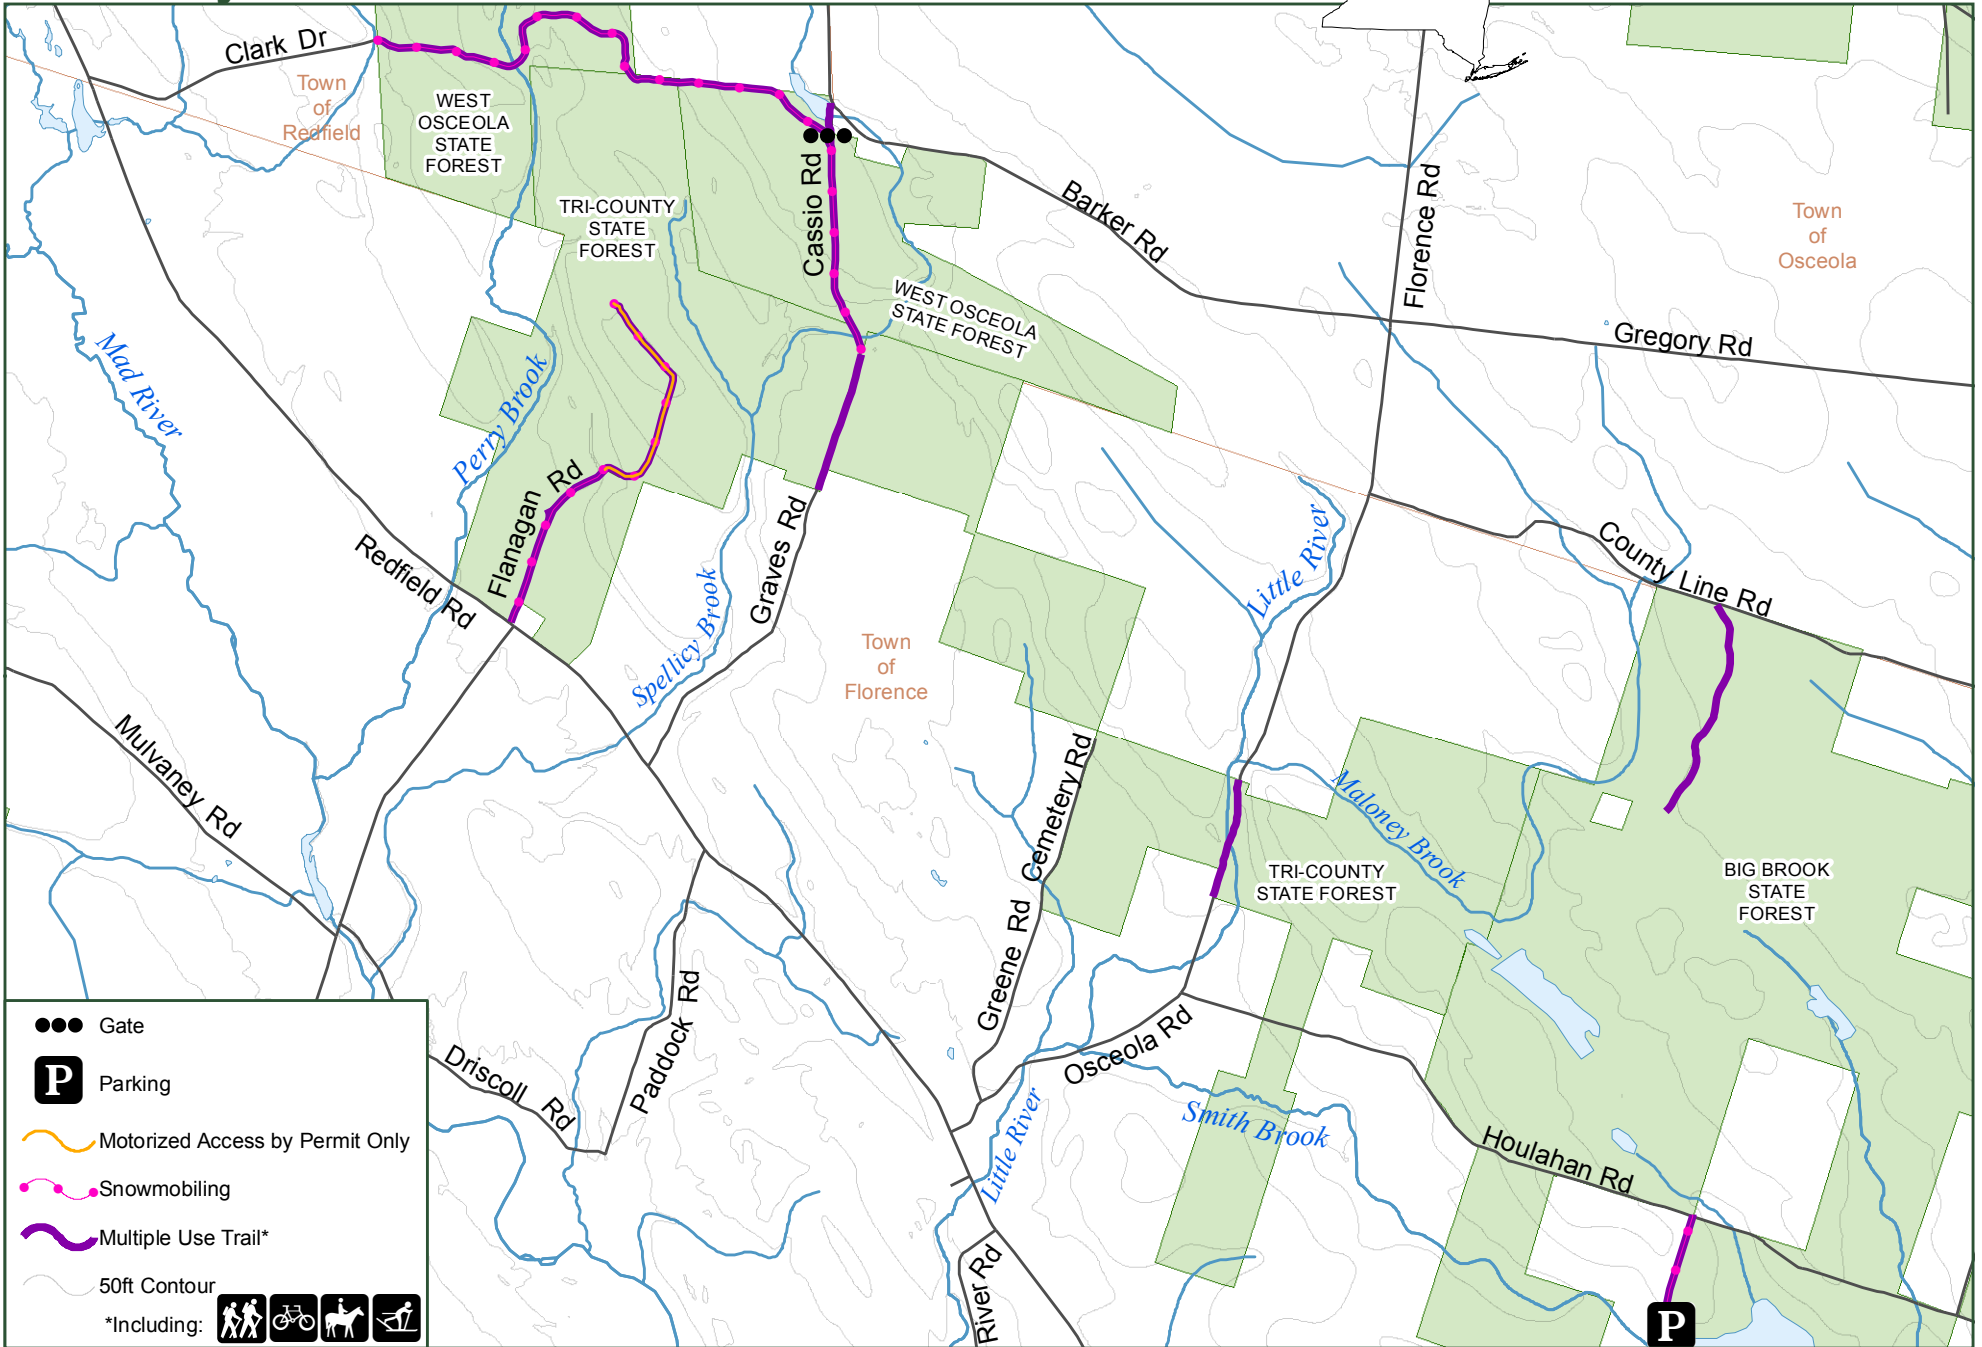 Clark Dr
Town
of
Redfield
WEST
OSCEOLA
STATE
FOREST
TRI-COUNTY
STATE
FOREST
Cassio Rd
Barker Rd
Florence Rd
Town
of
Osceola
WEST OSCEOLA
STATE FOREST
Gregory Rd
Mad River
Perry Brook
Flanagan Rd
Redfield Rd
Graves Rd
Spellicy Brook
Little River
County Line Rd
Town
of
Florence
Mulvaney Rd
Cemetery Rd
Maloney Brook
TRI-COUNTY
STATE FOREST
BIG BROOK
STATE
FOREST
Greene Rd
Paddock Rd
Osceola Rd
Driscoll Rd
Little River
Smith Brook
Houlahan Rd
River Rd
P
Gate
P Parking
Motorized Access by Permit Only
Snowmobiling
Multiple Use Trail*
50ft Contour
*Including: